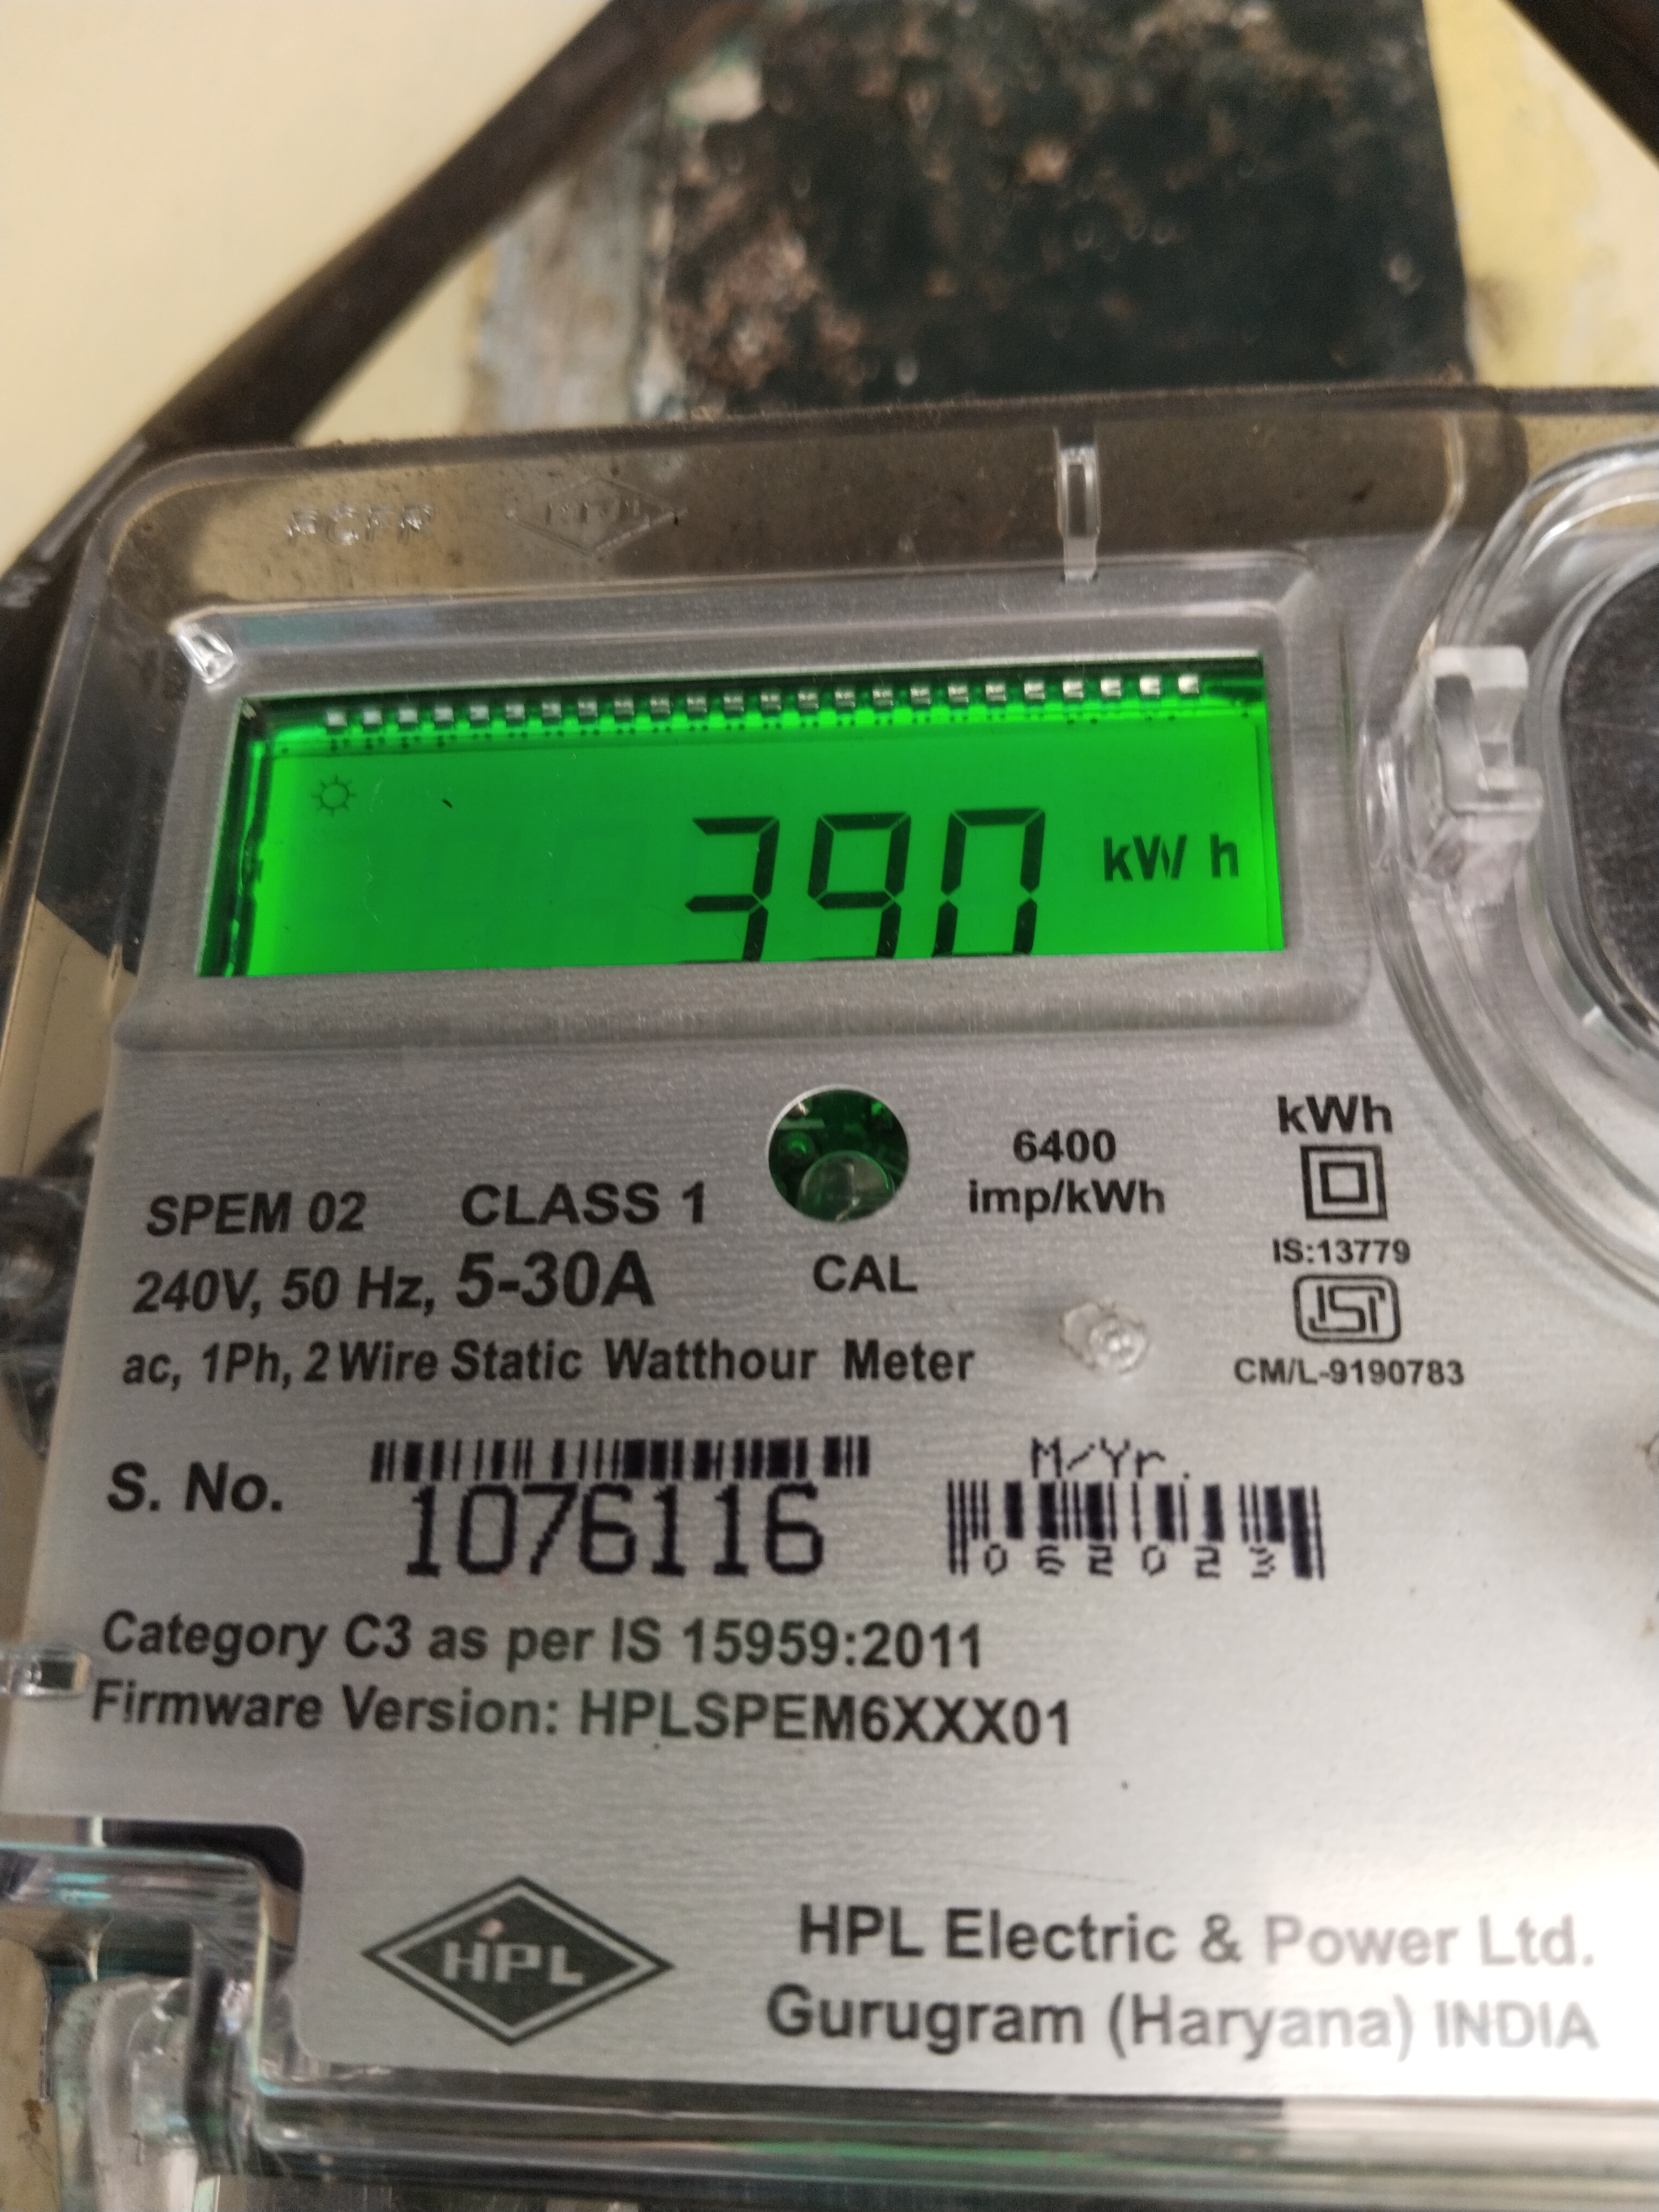 390 kWh
kWh
6400
imp/kWh
SPEM 02 CLASS 1
IS:13779
240V, 50 Hz, 5-30A
CAL
ISI
ac, 1Ph, 2 Wire Static Watthour Meter
CM/L-9190783
M/Yr.
S. No. 1076116
062023
Category C3 as per IS 15959:2011
Firmware Version: HPLSPEM6XXX01
HPL
HPL Electric & Power Ltd.
Gurugram (Haryana) INDIA